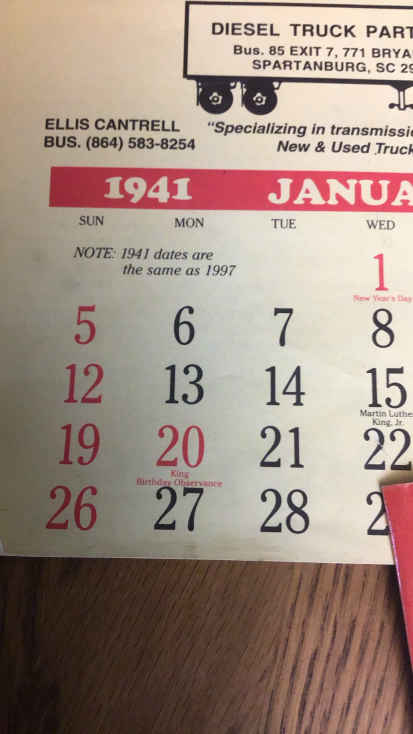 DIESEL TRUCK PART
Bus. 85 EXIT 7, 771 BRYA
SPARTANBURG, SC 29
ELLIS CANTRELL
BUS. (864) 583-8254
"Specializing in transmissi
New & Used Truck
1941 JANUA
SUN MON TUE WED
NOTE: 1941 dates are
the same as 1997
1
New Year's Day
5 6 7 8
12 13 14 15
Martin Luthe
King, Jr.
19 20 21 22
King
Birthday Observance
26 27 28 2